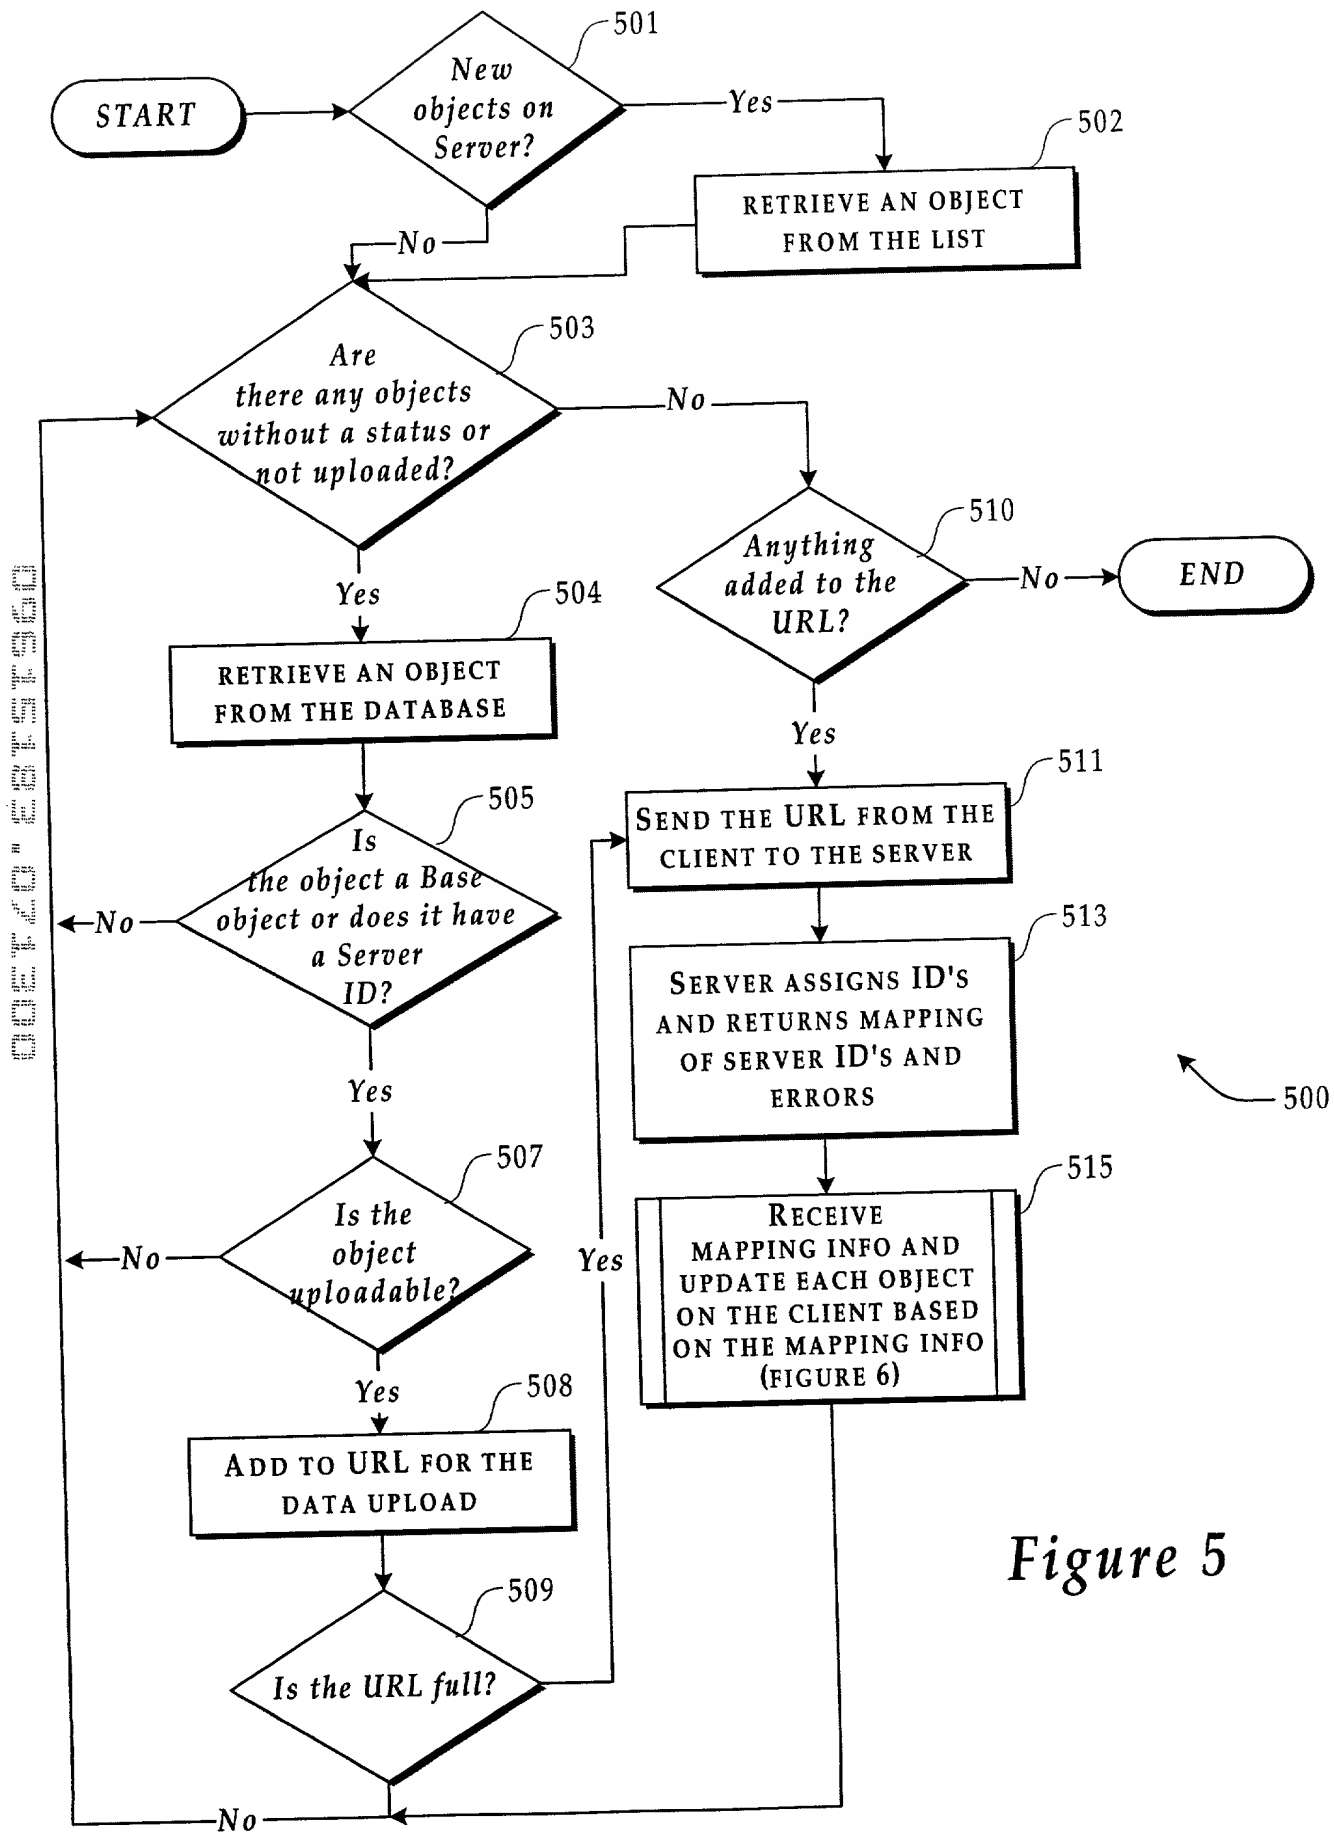 501
New
objects on
Server?
START
Yes
502
RETRIEVE AN OBJECT
FROM THE LIST
No
503
Are
there any objects
without a status or
not uploaded?
No
510
Anything
added to the
URL?
No
END
Yes
504
RETRIEVE AN OBJECT
FROM THE DATABASE
Yes
511
SEND THE URL FROM THE
CLIENT TO THE SERVER
505
Is
the object a Base
object or does it have
a Server
ID?
No
513
SERVER ASSIGNS ID'S
AND RETURNS MAPPING
OF SERVER ID'S AND
ERRORS
500
Yes
507
Is the
object
uploadable?
No
Yes
515
RECEIVE
MAPPING INFO AND
UPDATE EACH OBJECT
ON THE CLIENT BASED
ON THE MAPPING INFO
(FIGURE 6)
Yes
508
ADD TO URL FOR THE
DATA UPLOAD
509
Is the URL full?
No
Figure 5